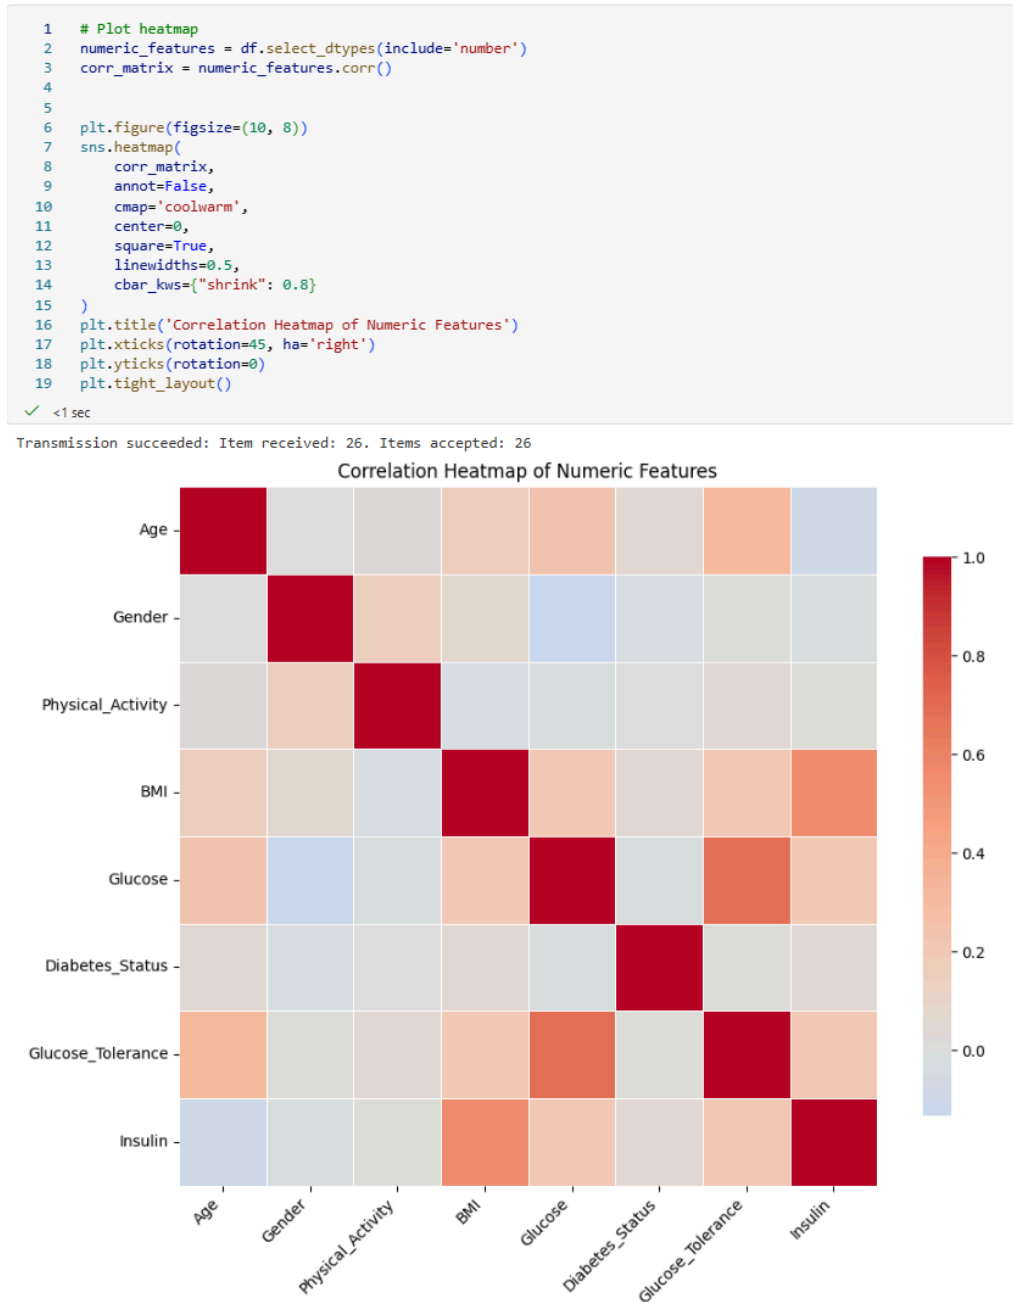 1 # Plot heatmap
2 numeric_features = df.select_dtypes(include='number')
3 corr_matrix = numeric_features.corr()
4
5
6 plt.figure(figsize=(10, 8))
7 sns.heatmap(
8     corr_matrix,
9     annot=False,
10     cmap='coolwarm',
11     center=0,
12     square=True,
13     linewidths=0.5,
14     cbar_kws={"shrink": 0.8}
15 )
16 plt.title('Correlation Heatmap of Numeric Features')
17 plt.xticks(rotation=45, ha='right')
18 plt.yticks(rotation=0)
19 plt.tight_layout()
<1 sec
Transmission succeeded: Item received: 26. Items accepted: 26
Correlation Heatmap of Numeric Features
Age
Gender
Physical_Activity
BMI
Glucose
Diabetes_Status
Glucose_Tolerance
Insulin
Age
Gender
Physical_Activity
BMI
Glucose
Diabetes_Status
Glucose_Tolerance
Insulin
1.0
0.8
0.6
0.4
0.2
0.0